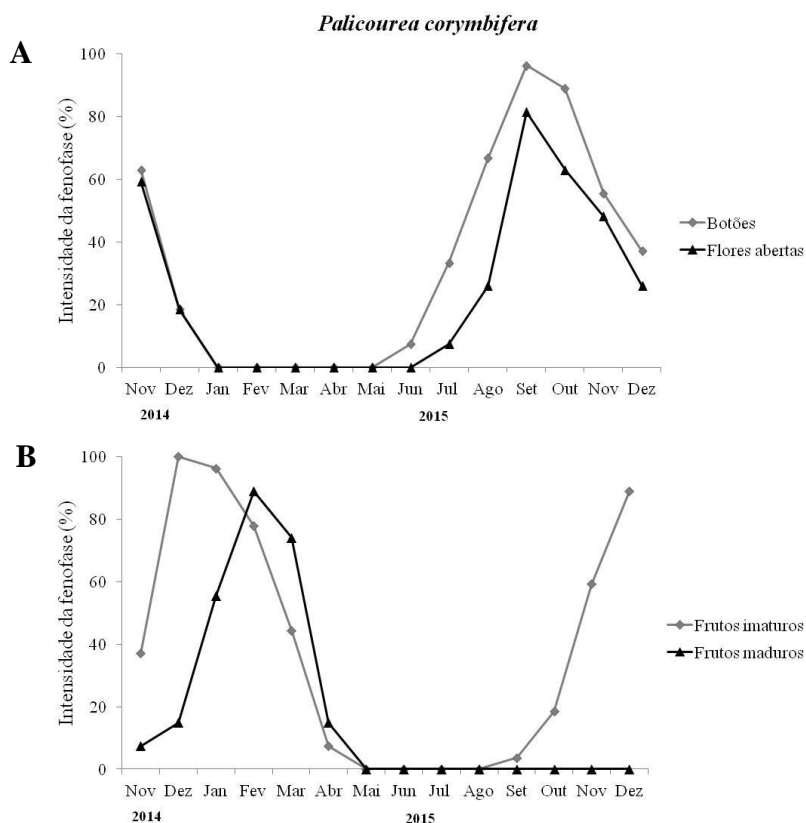 Palicourea corymbifera
A
Intensidade da fenofase (%)
100
80
60
40
20
0
Nov Dez Jan Fev Mar Abr Mai Jun Jul Ago Set Out Nov Dez
2014 2015
Botões
Flores abertas
B
Intensidade da fenofase (%)
100
80
60
40
20
0
Nov Dez Jan Fev Mar Abr Mai Jun Jul Ago Set Out Nov Dez
2014 2015
Frutos imaturos
Frutos maduros